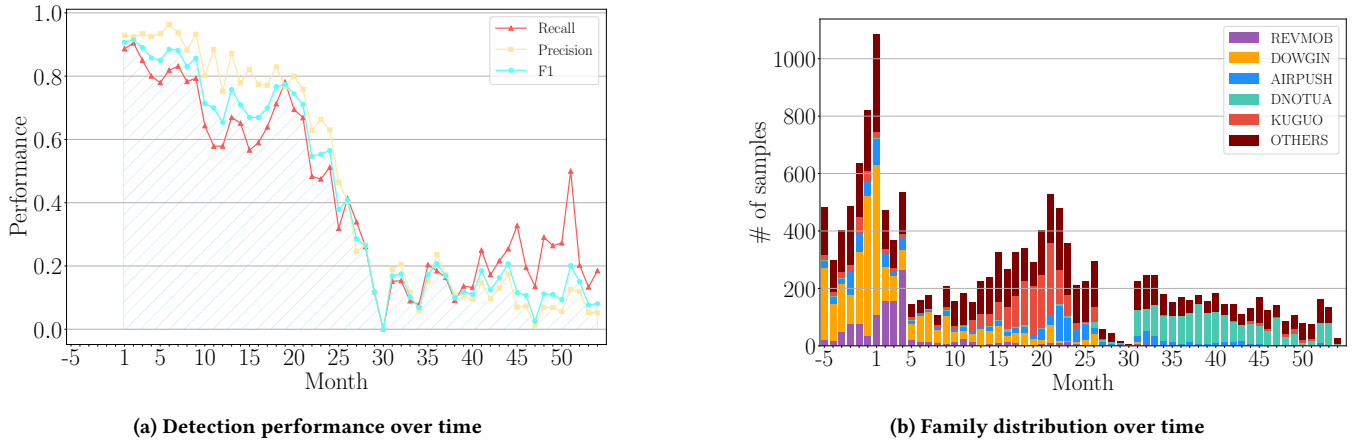 1.0
0.8
0.6
0.4
0.2
0.0
Performance
-5 1 5 10 15 20 25 30 35 40 45 50
Month
Recall
Precision
F1
(a) Detection performance over time
1000
800
600
400
200
0
# of samples
-5 1 5 10 15 20 25 30 35 40 45 50
Month
REVMOB
DOWGIN
AIRPUSH
DNOTUA
KUGUO
OTHERS
(b) Family distribution over time